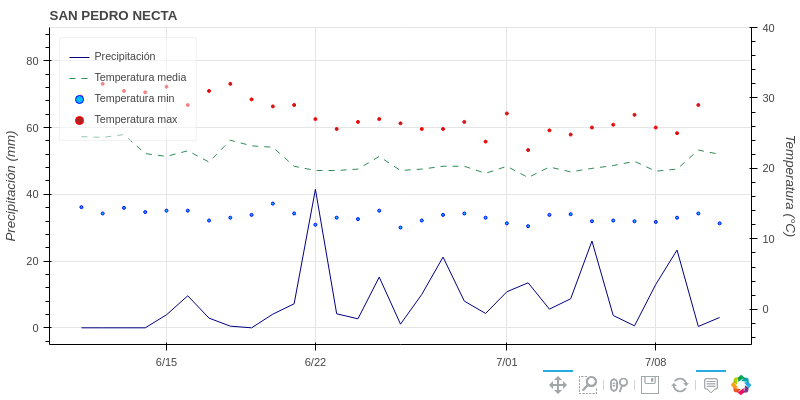 SAN PEDRO NECTA
Precipitación
Temperatura media
Temperatura min
Temperatura max
Precipitación (mm)
80
60
40
20
0
Temperatura (°C)
40
30
20
10
0
6/15
6/22
7/01
7/08